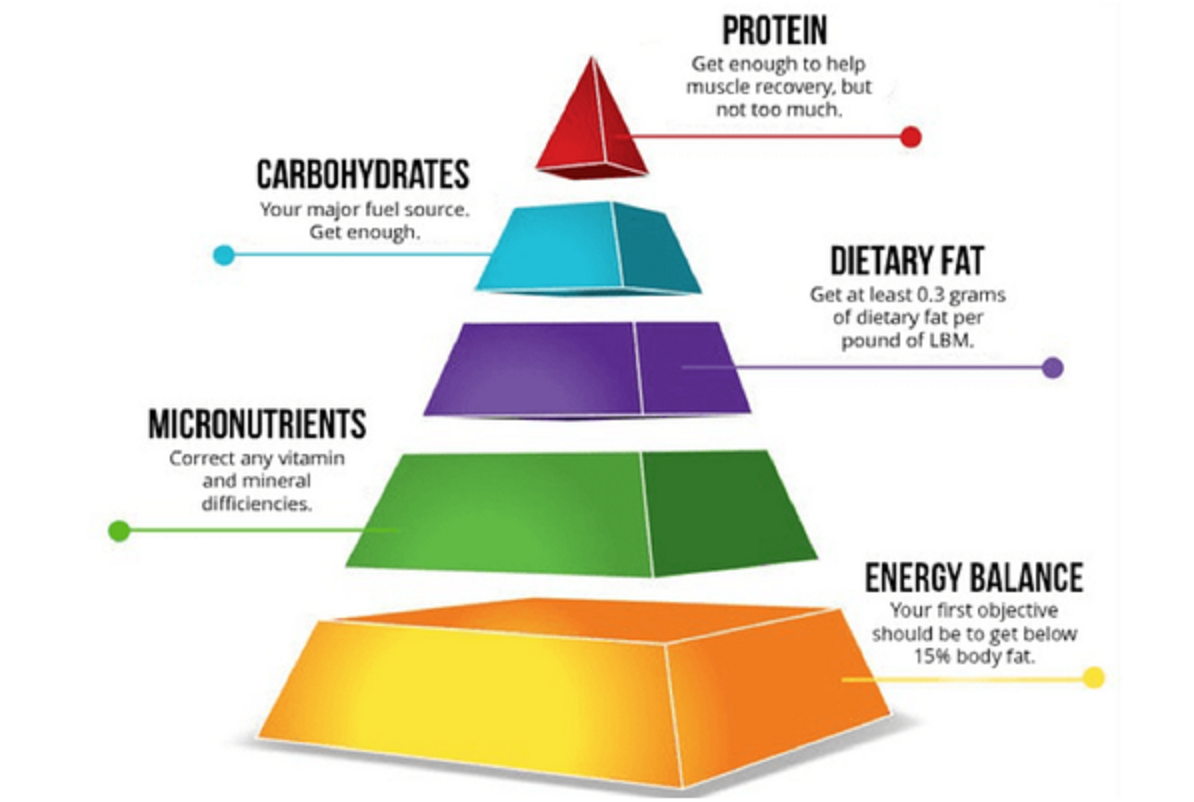 PROTEIN
Get enough to help
muscle recovery, but
not too much.
CARBOHYDRATES
Your major fuel source.
Get enough.
DIETARY FAT
Get at least 0.3 grams
of dietary fat per
pound of LBM.
MICRONUTRIENTS
Correct any vitamin
and mineral
difficiencies.
ENERGY BALANCE
Your first objective
should be to get below
15% body fat.